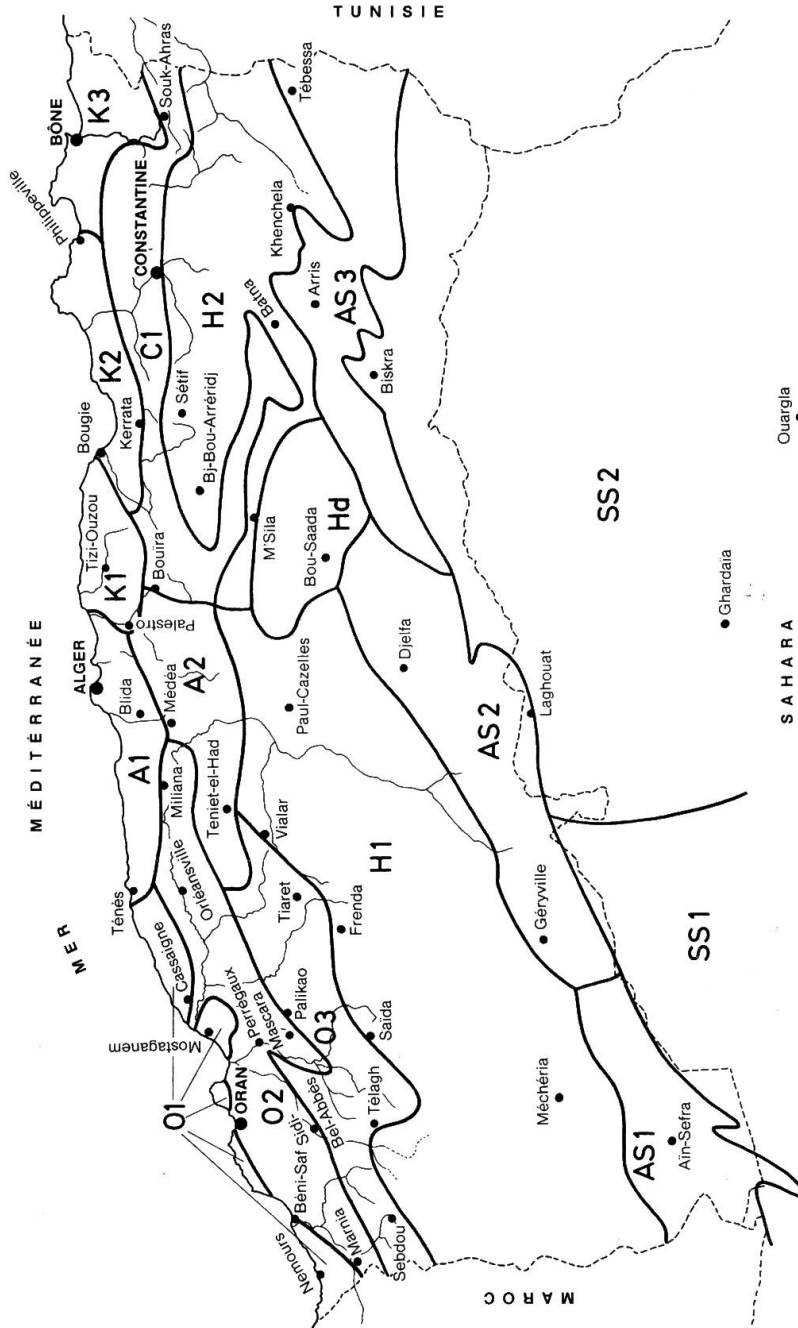 TUNISIE
MER MÉDITÉRRANÉE
MAROC
SAHARA
Nemours
Marnia
Sebdou
Béni-Saf
ORAN
O1
O2
O3
Sidi-Bel-Abbès
Télagh
Mostaganem
Cassaigne
Perrégaux
Mascara
Palikao
Saïda
Frenda
Tiaret
Vialar
Teniet-el-Had
Orléansville
Ténès
Miliana
A1
A2
Médéa
Blida
ALGER
Palestro
K1
Tizi-Ouzou
Bouïra
Bougie
Kerrata
K2
C1
Sétif
Bj-Bou-Arréridj
H2
CONSTANTINE
Philippeville
BÔNE
K3
Souk-Ahras
Tébessa
Khenchela
Batna
Arris
AS3
Biskra
M'Sila
Hd
Bou-Saada
Djelfa
Paul-Cazelles
H1
AS2
Laghouat
Géryville
Méchéria
AS1
Aïn-Sefra
SS1
SS2
Ghardaïa
Ouargla